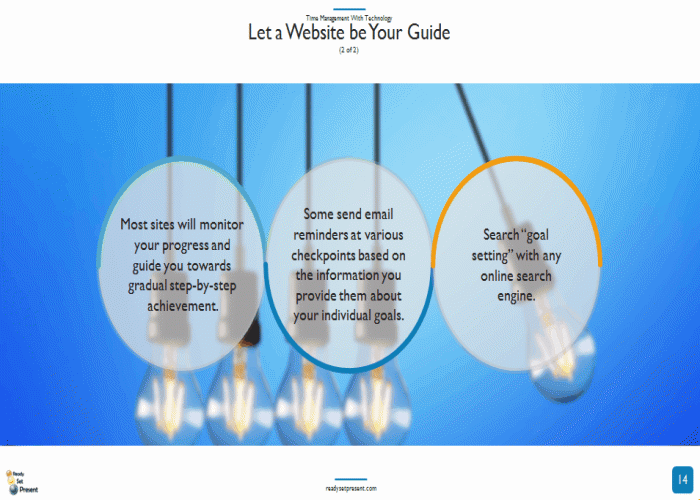 Time Management With Technology
Let a Website be Your Guide
(2 of 2)
Most sites will monitor
your progress and
guide you towards
gradual step-by-step
achievement.
Some send email
reminders at various
checkpoints based on
the information you
provide them about
your individual goals.
Search “goal
setting” with any
online search
engine.
Ready
Set
Present
readysetpresent.com
14